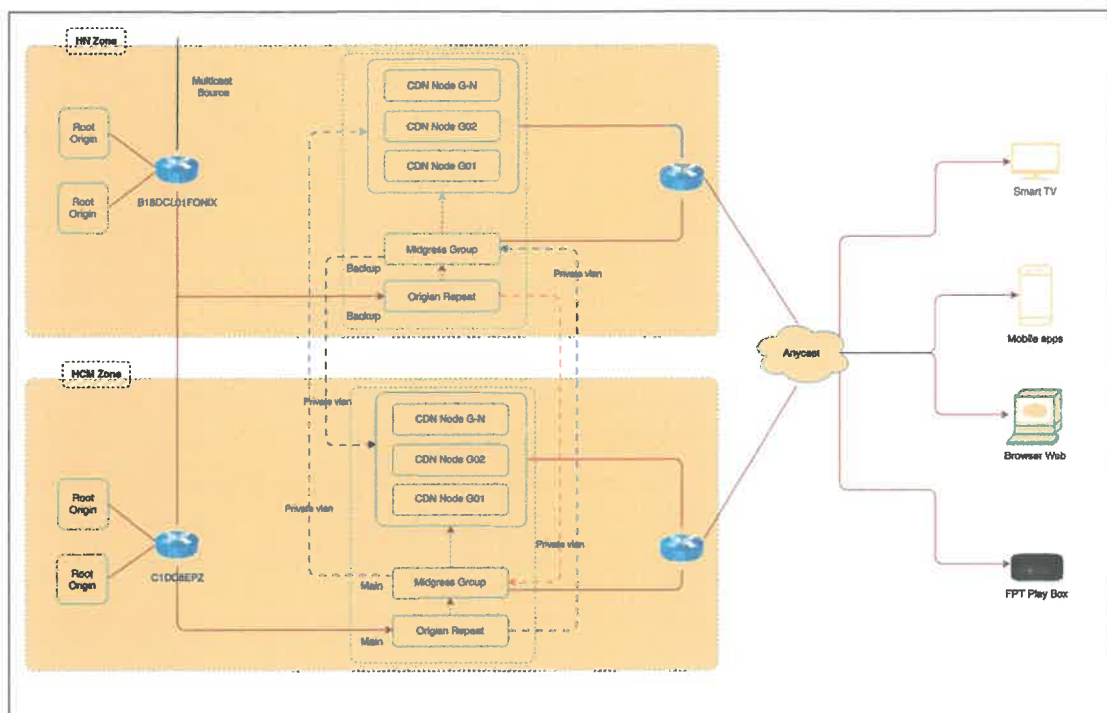 HN Zone
Multicast
Source
Root
Origin
Root
Origin
CDN Node G-N
CDN Node G02
CDN Node G01
Midgress Group
Backup
Private vlan
Origian Repeat
Backup
HCM Zone
Private vlan
CDN Node G-N
CDN Node G02
CDN Node G01
Root
Origin
Root
Origin
Private vlan
Private vlan
Main
Midgress Group
Origian Repeat
Main
Anycast
Smart TV
Mobile apps
Browser Web
FPT Play Box